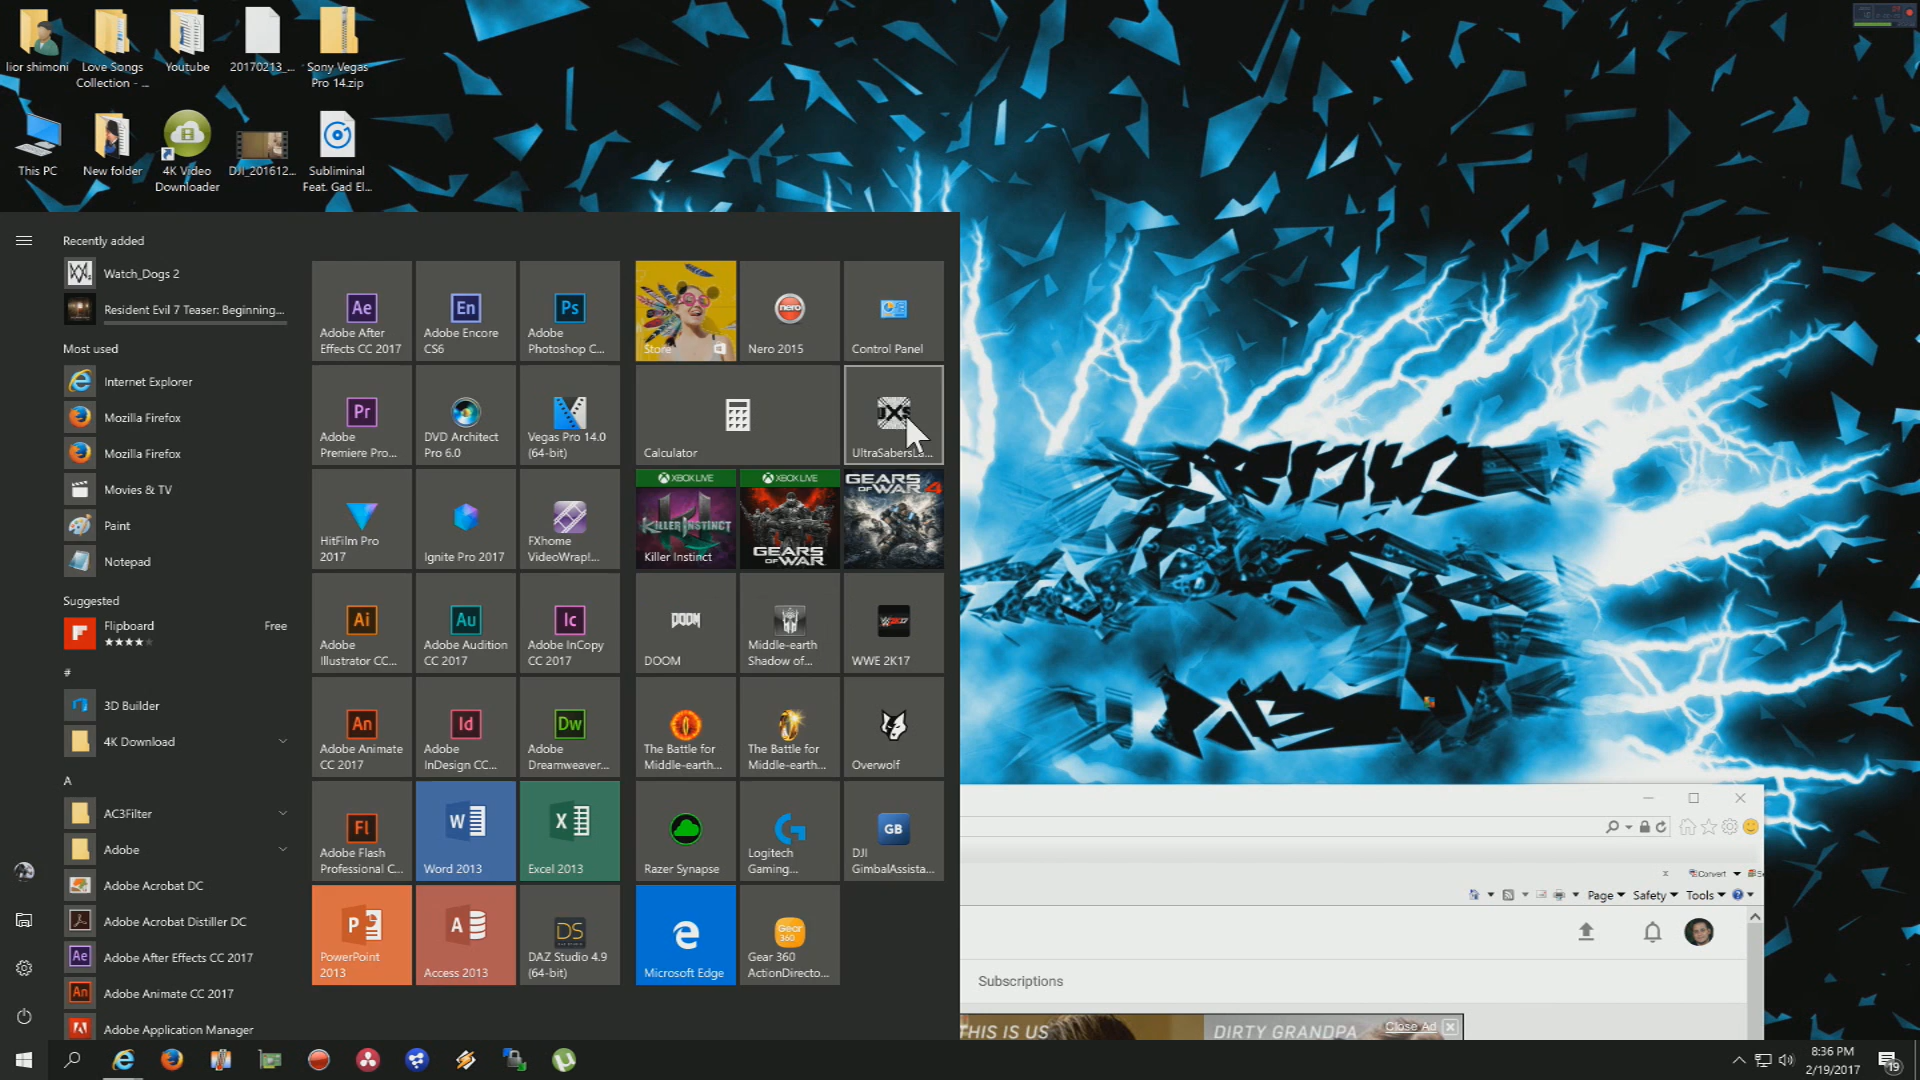 lior shimoni
Love Songs
Collection - ...
Youtube
20170213_...
Sony Vegas
Pro 14.zip
This PC
New folder
4K Video
Downloader
DJI_201612...
Subliminal
Feat. Gad El...
Recently added
Watch_Dogs 2
Resident Evil 7 Teaser: Beginning...
Most used
Internet Explorer
Mozilla Firefox
Mozilla Firefox
Movies & TV
Paint
Notepad
Suggested
Flipboard
Free
#
3D Builder
4K Download
A
AC3Filter
Adobe
Adobe Acrobat DC
Adobe Acrobat Distiller DC
Ae
Adobe After Effects CC 2017
An
Adobe Animate CC 2017
Adobe Application Manager
Ae
Adobe After
Effects CC 2017
En
Adobe Encore
CS6
Ps
Adobe
Photoshop C...
Store
nero
Nero 2015
Control Panel
Pr
Adobe
Premiere Pro...
DVD Architect
Pro 6.0
Vegas Pro 14.0
(64-bit)
Calculator
UXS
UltraSabersLa...
HitFilm Pro
2017
Ignite Pro 2017
FXhome
VideoWrapl...
XBOX LIVE
KILLER INSTINCT
Killer Instinct
XBOX LIVE
GEARS
OF WAR
GEARS
OF WAR 4
Ai
Adobe
Illustrator CC...
Au
Adobe Audition
CC 2017
Ic
Adobe InCopy
CC 2017
DOOM
DOOM
Middle-earth
Shadow of...
WWE 2K17
An
Adobe Animate
CC 2017
Id
Adobe
InDesign CC...
Dw
Adobe
Dreamweaver...
The Battle for
Middle-earth...
The Battle for
Middle-earth...
Overwolf
Fl
Adobe Flash
Professional C...
W
Word 2013
X
Excel 2013
Razer Synapse
G
Logitech
Gaming...
GB
DJI
GimbalAssista...
P
PowerPoint
2013
A
Access 2013
DS
DAZ Studio 4.9
(64-bit)
e
Microsoft Edge
Gear
360
Gear 360
ActionDirecto...
x
Convert
Page
Safety
Tools
Subscriptions
THIS IS US
DIRTY GRANDPA
Close Ad
8:36 PM
2/19/2017
19